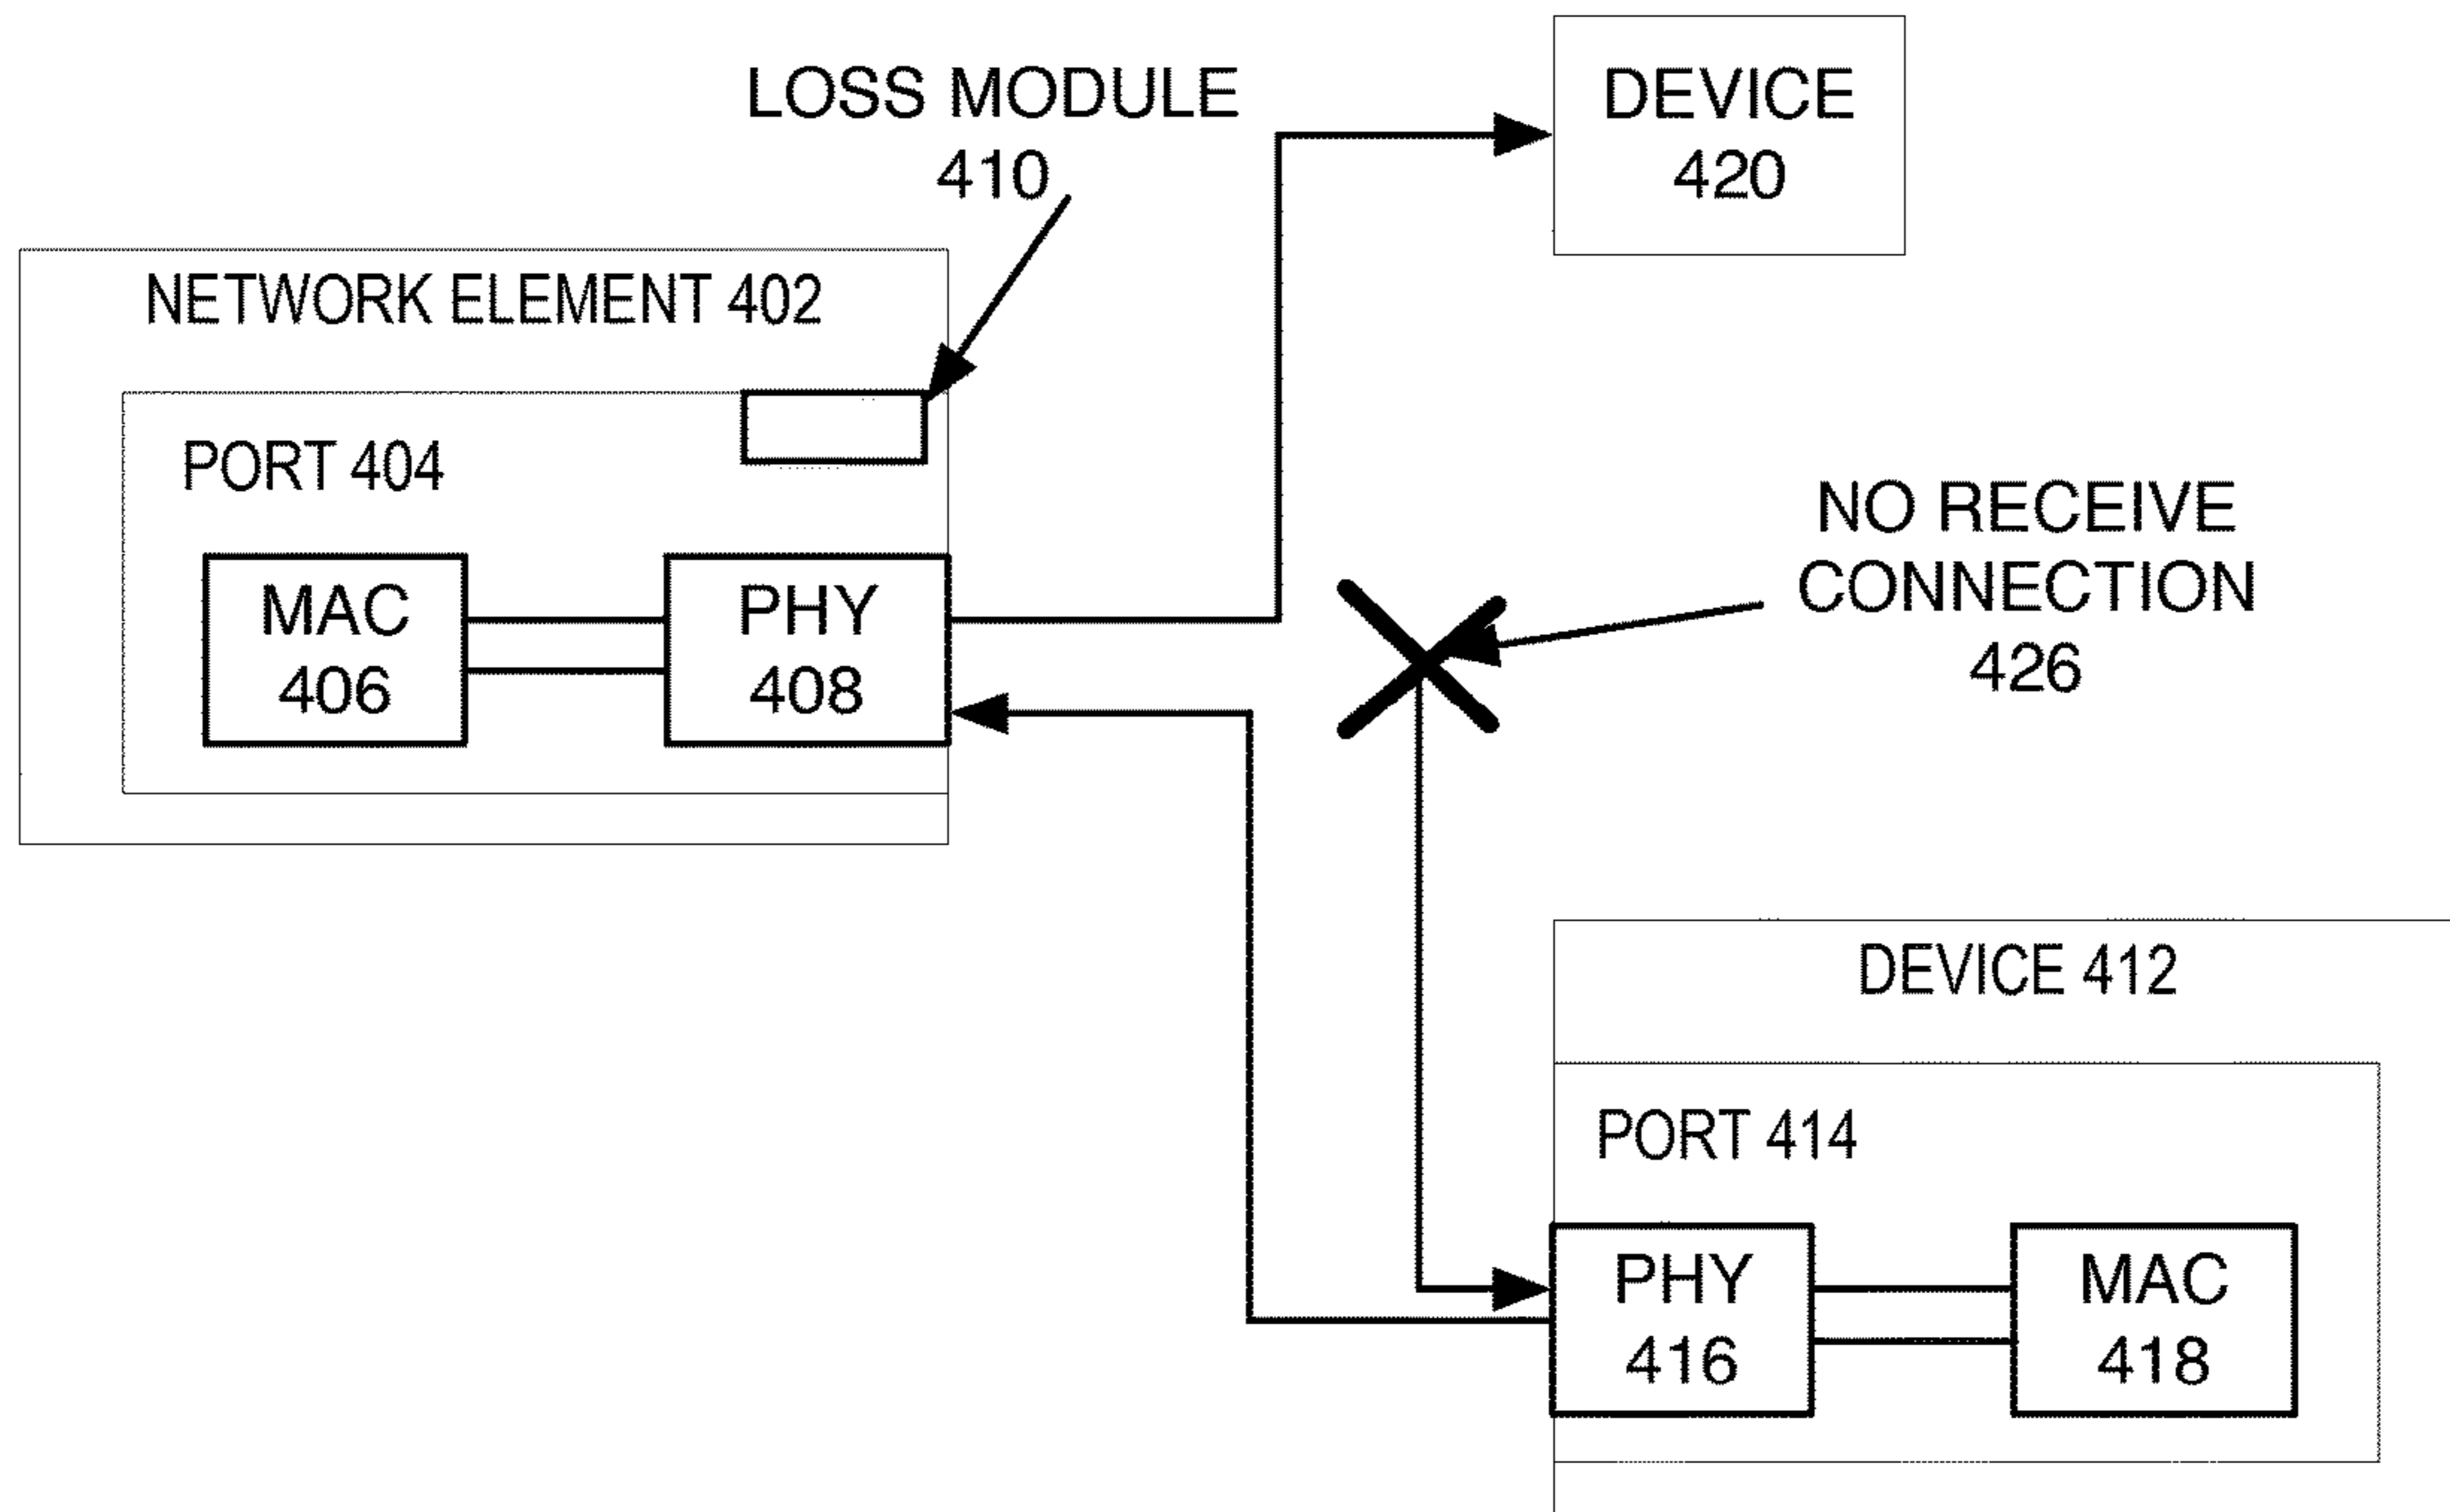 LOSS MODULE
410
DEVICE
420
NETWORK ELEMENT 402
PORT 404
MAC
406
PHY
408
NO RECEIVE
CONNECTION
426
DEVICE 412
PORT 414
PHY
416
MAC
418